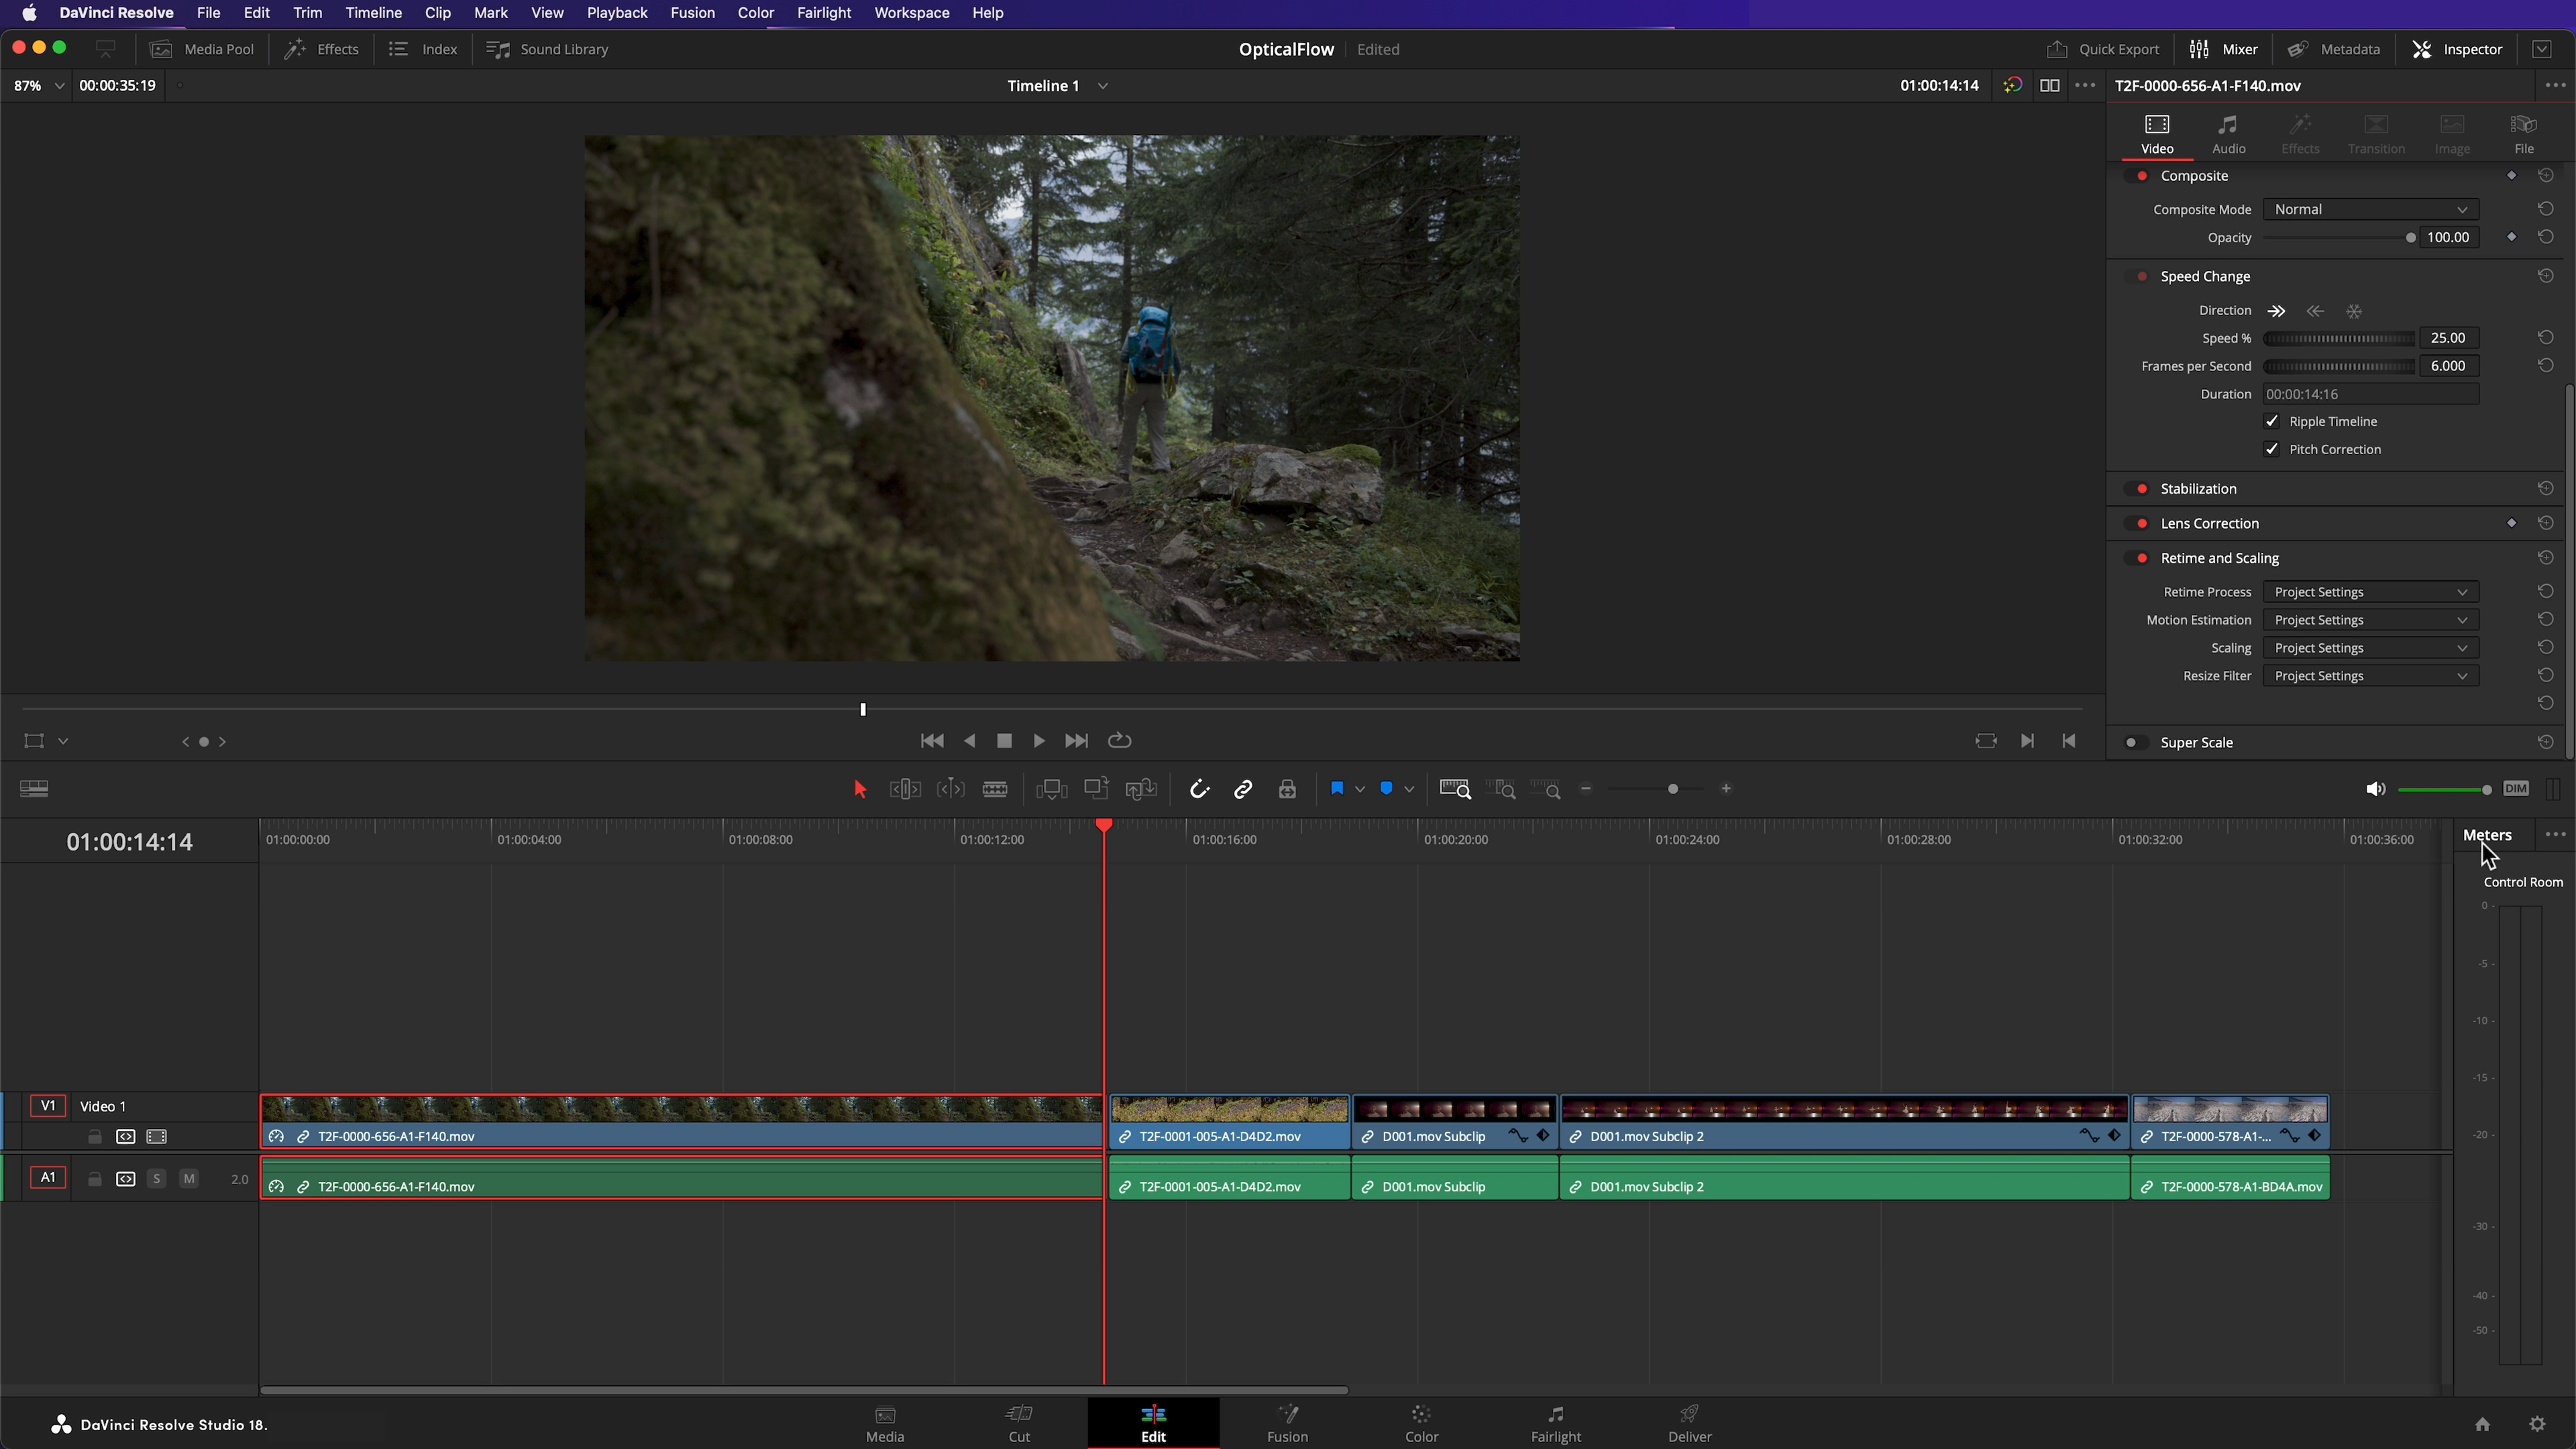 DaVinci Resolve File Edit Trim Timeline Clip Mark View Playback Fusion Color Fairlight Workspace Help
Media Pool Effects Index Sound Library OpticalFlow Edited Quick Export Mixer Metadata Inspector
87% 00:00:35:19 Timeline 1 01:00:14:14 T2F-0000-656-A1-F140.mov
Video Audio Effects Transition Image File
Composite
Composite Mode Normal
Opacity 100.00
Speed Change
Direction
Speed % 25.00
Frames per Second 6.000
Duration 00:00:14:16
Ripple Timeline
Pitch Correction
Stabilization
Lens Correction
Retime and Scaling
Retime Process Project Settings
Motion Estimation Project Settings
Scaling Project Settings
Resize Filter Project Settings
Super Scale
DIM
01:00:14:14 01:00:00:00 01:00:04:00 01:00:08:00 01:00:12:00 01:00:16:00 01:00:20:00 01:00:24:00 01:00:28:00 01:00:32:00 01:00:36:00 Meters
Control Room
0
-5
-10
-15
-20
-30
-40
-50
V1 Video 1
T2F-0000-656-A1-F140.mov T2F-0001-005-A1-D4D2.mov D001.mov Subclip D001.mov Subclip 2 T2F-0000-578-A1-...
A1 S M 2.0
T2F-0000-656-A1-F140.mov T2F-0001-005-A1-D4D2.mov D001.mov Subclip D001.mov Subclip 2 T2F-0000-578-A1-BD4A.mov
DaVinci Resolve Studio 18. Media Cut Edit Fusion Color Fairlight Deliver